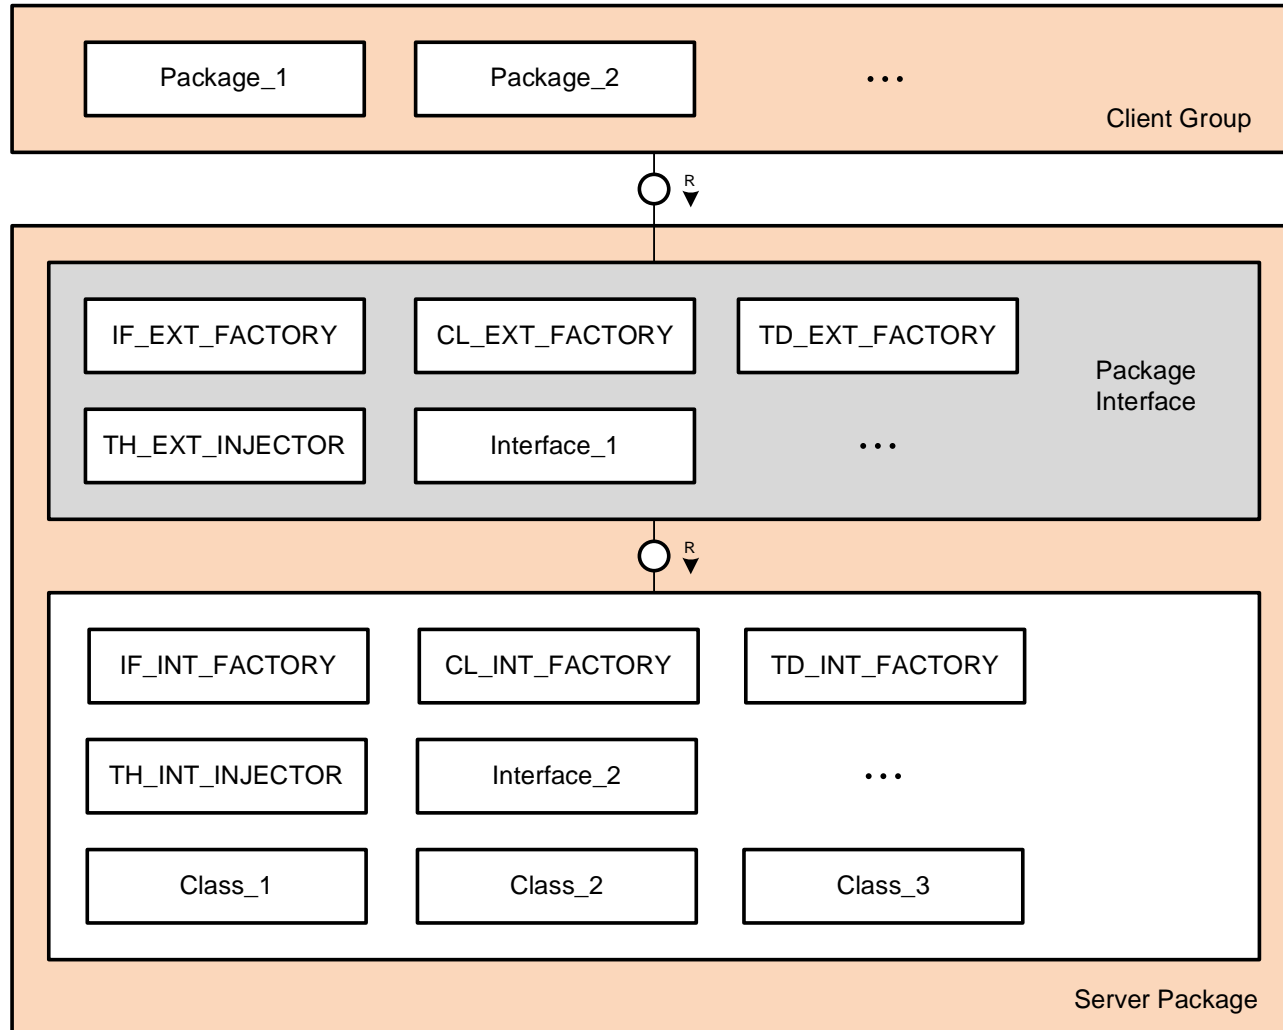 Package_1
Package_2
...
Client Group
R
IF_EXT_FACTORY
CL_EXT_FACTORY
TD_EXT_FACTORY
Package
Interface
TH_EXT_INJECTOR
Interface_1
...
R
IF_INT_FACTORY
CL_INT_FACTORY
TD_INT_FACTORY
TH_INT_INJECTOR
Interface_2
...
Class_1
Class_2
Class_3
Server Package